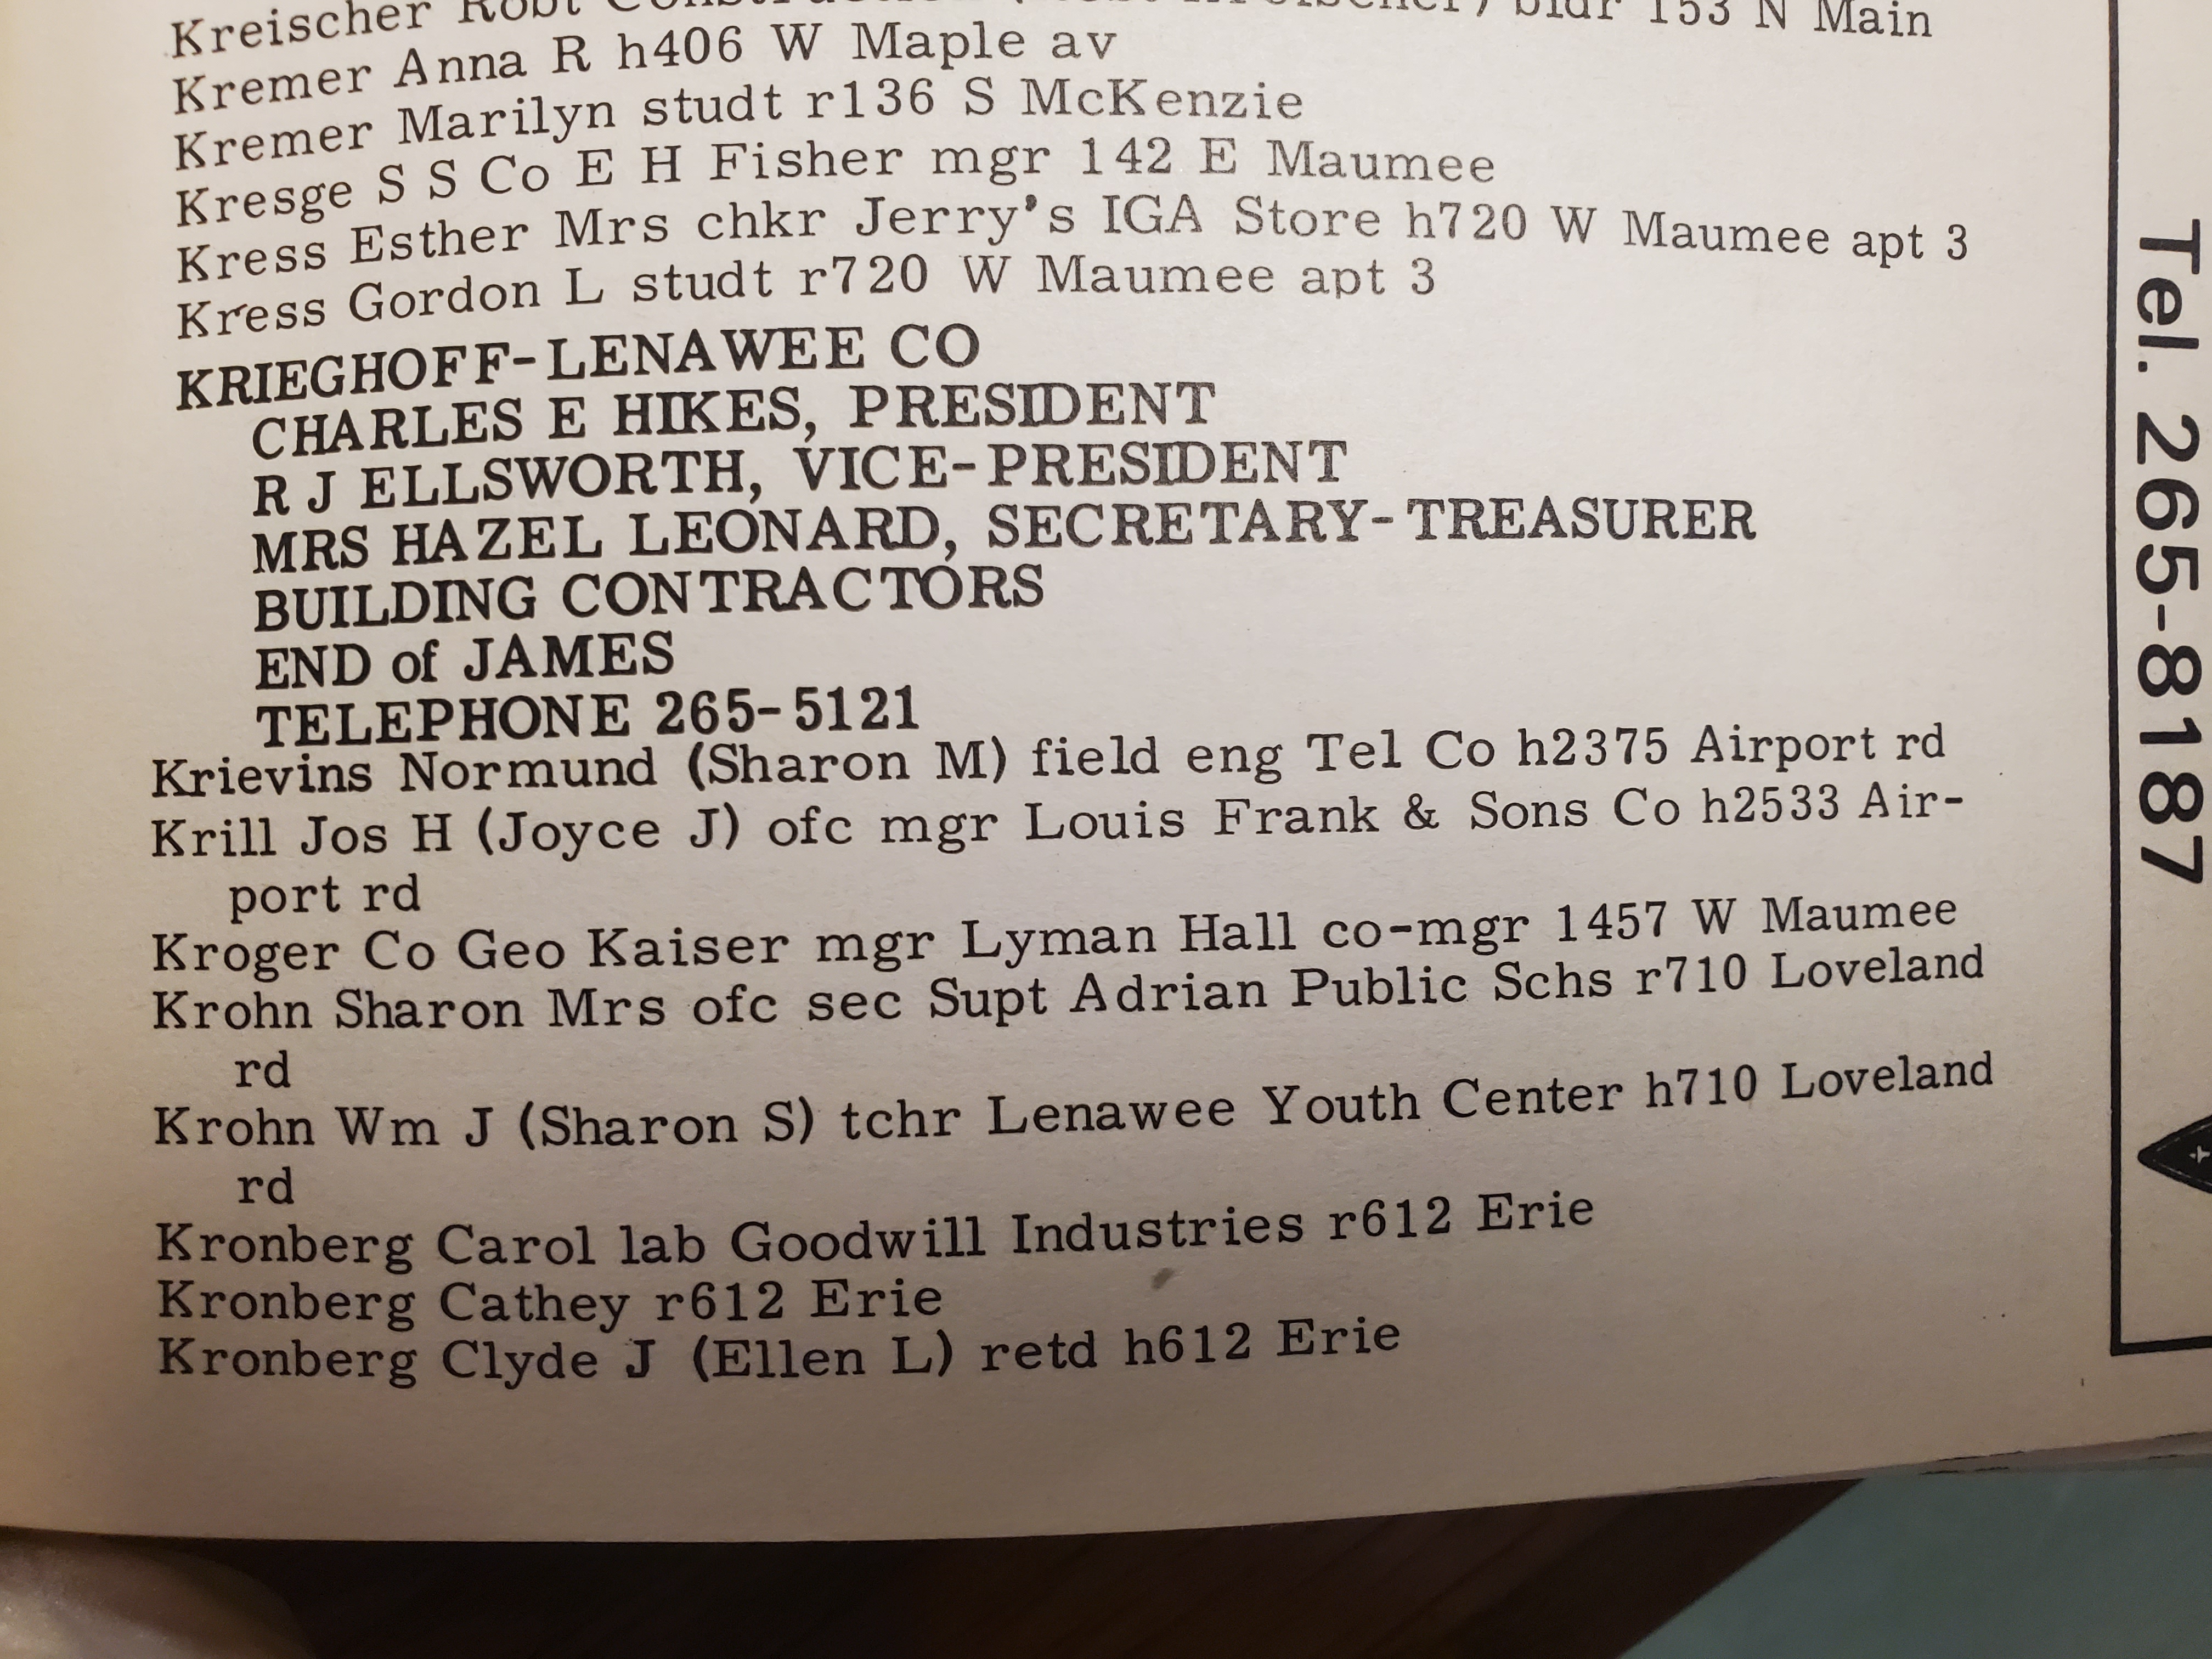 Kreischer Robt Construction bldr 153 N Main
Kremer Anna R h406 W Maple av
Kremer Marilyn studt r136 S McKenzie
Kresge S S Co E H Fisher mgr 142 E Maumee
Kress Esther Mrs chkr Jerry's IGA Store h720 W Maumee apt 3
Kress Gordon L studt r720 W Maumee apt 3
KRIEGHOFF-LENAWEE CO
CHARLES E HIKES, PRESIDENT
R J ELLSWORTH, VICE-PRESIDENT
MRS HAZEL LEONARD, SECRETARY-TREASURER
BUILDING CONTRACTORS
END of JAMES
TELEPHONE 265-5121
Krievins Normund (Sharon M) field eng Tel Co h2375 Airport rd
Krill Jos H (Joyce J) ofc mgr Louis Frank & Sons Co h2533 Air-
port rd
Kroger Co Geo Kaiser mgr Lyman Hall co-mgr 1457 W Maumee
Krohn Sharon Mrs ofc sec Supt Adrian Public Schs r710 Loveland
rd
Krohn Wm J (Sharon S) tchr Lenawee Youth Center h710 Loveland
rd
Kronberg Carol lab Goodwill Industries r612 Erie
Kronberg Cathey r612 Erie
Kronberg Clyde J (Ellen L) retd h612 Erie
Tel. 265-8187